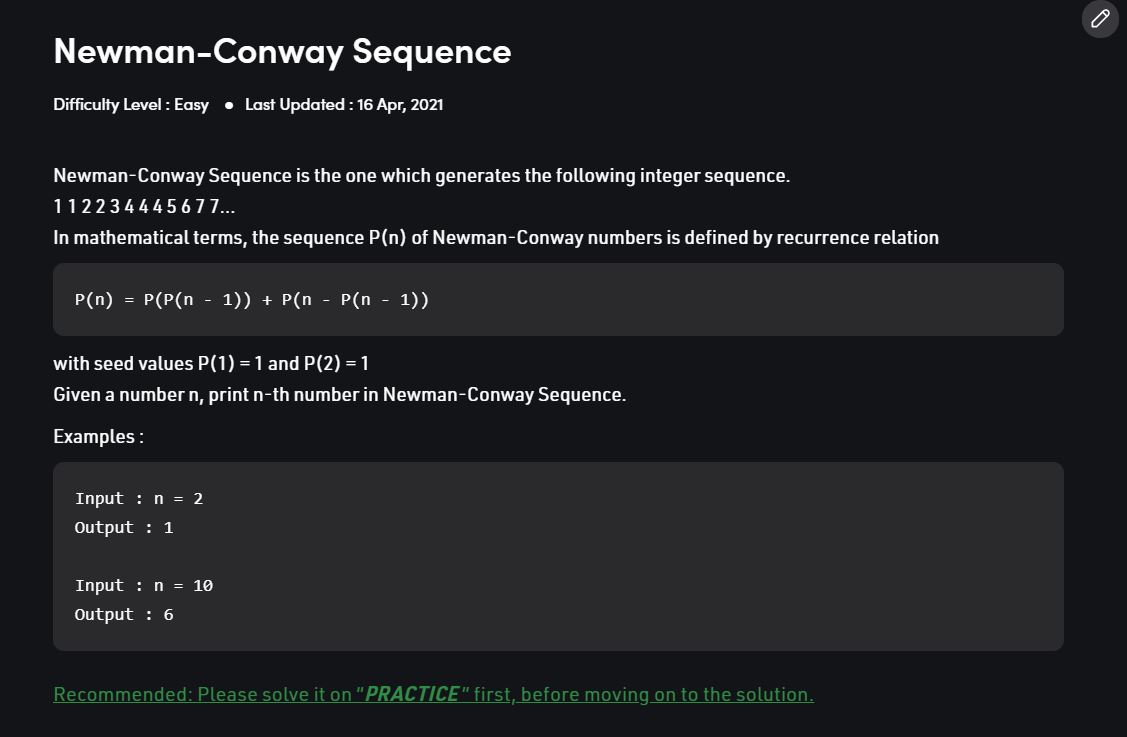 Newman-Conway Sequence
Difficulty Level : Easy ● Last Updated : 16 Apr, 2021
Newman-Conway Sequence is the one which generates the following integer sequence.
1 1 2 2 3 4 4 4 5 6 7 7...
In mathematical terms, the sequence P(n) of Newman-Conway numbers is defined by recurrence relation
P(n) = P(P(n - 1)) + P(n - P(n - 1))
with seed values P(1) = 1 and P(2) = 1
Given a number n, print n-th number in Newman-Conway Sequence.
Examples :
Input : n = 2
Output : 1
Input : n = 10
Output : 6
Recommended: Please solve it on "PRACTICE" first, before moving on to the solution.